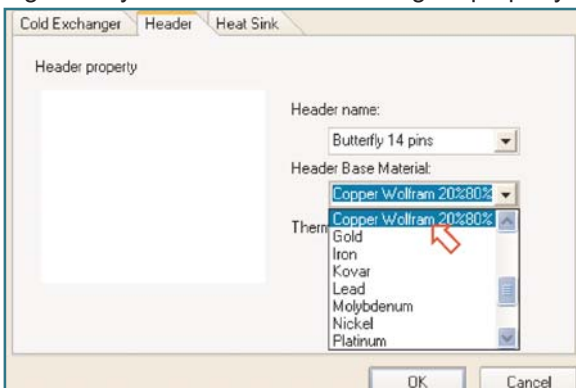 Cold Exchanger Header Heat Sink
Header property
Header name:
Butterfly 14 pins
Header Base Material:
Copper Wolfram 20%80%
Therm
Copper Wolfram 20%80%
Gold
Iron
Kovar
Lead
Molybdenum
Nickel
Platinum
OK Cancel